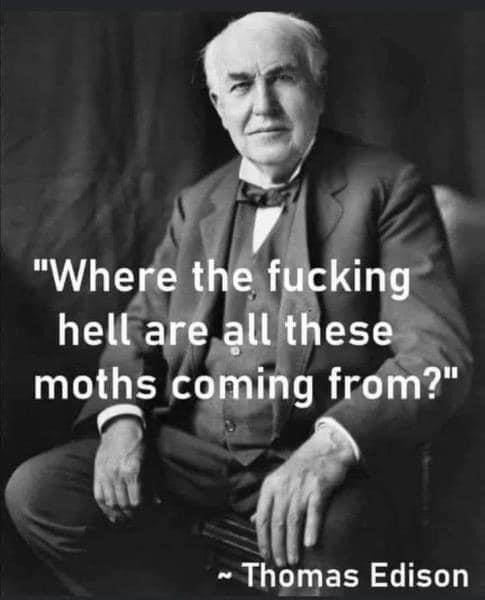 "Where the fucking
hell are all these
moths coming from?"
~ Thomas Edison